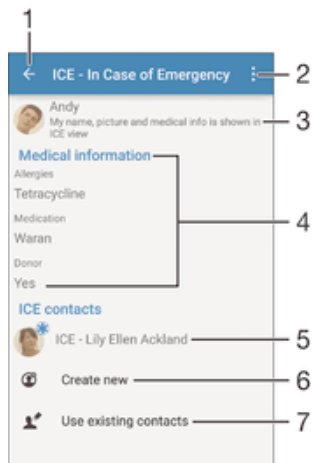 1
ICE - In Case of Emergency
2
Andy
My name, picture and medical info is shown in
ICE view
3
Medical information
Allergies
Tetracycline
Medication
Waran
4
Donor
Yes
ICE contacts
ICE - Lily Ellen Ackland
5
Create new
6
Use existing contacts
7